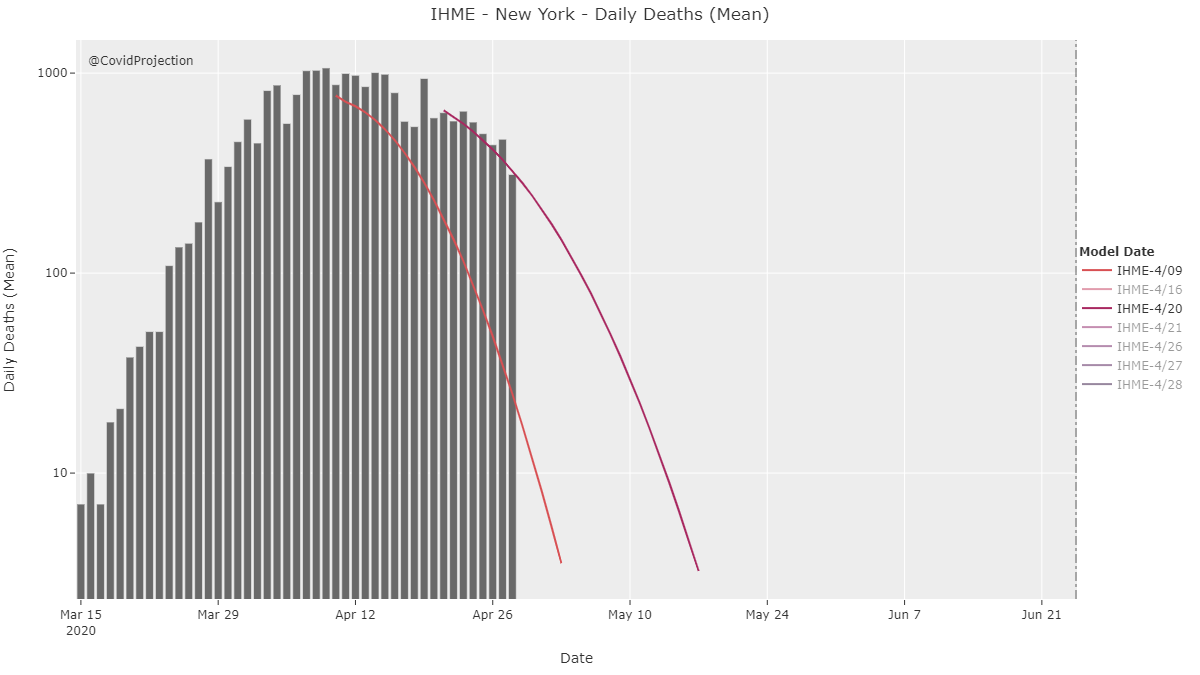 IHME - New York - Daily Deaths (Mean)
@CovidProjection
1000
100
10
Daily Deaths (Mean)
Mar 15
2020
Mar 29
Apr 12
Apr 26
May 10
May 24
Jun 7
Jun 21
Date
Model Date
IHME-4/09
IHME-4/16
IHME-4/20
IHME-4/21
IHME-4/26
IHME-4/27
IHME-4/28